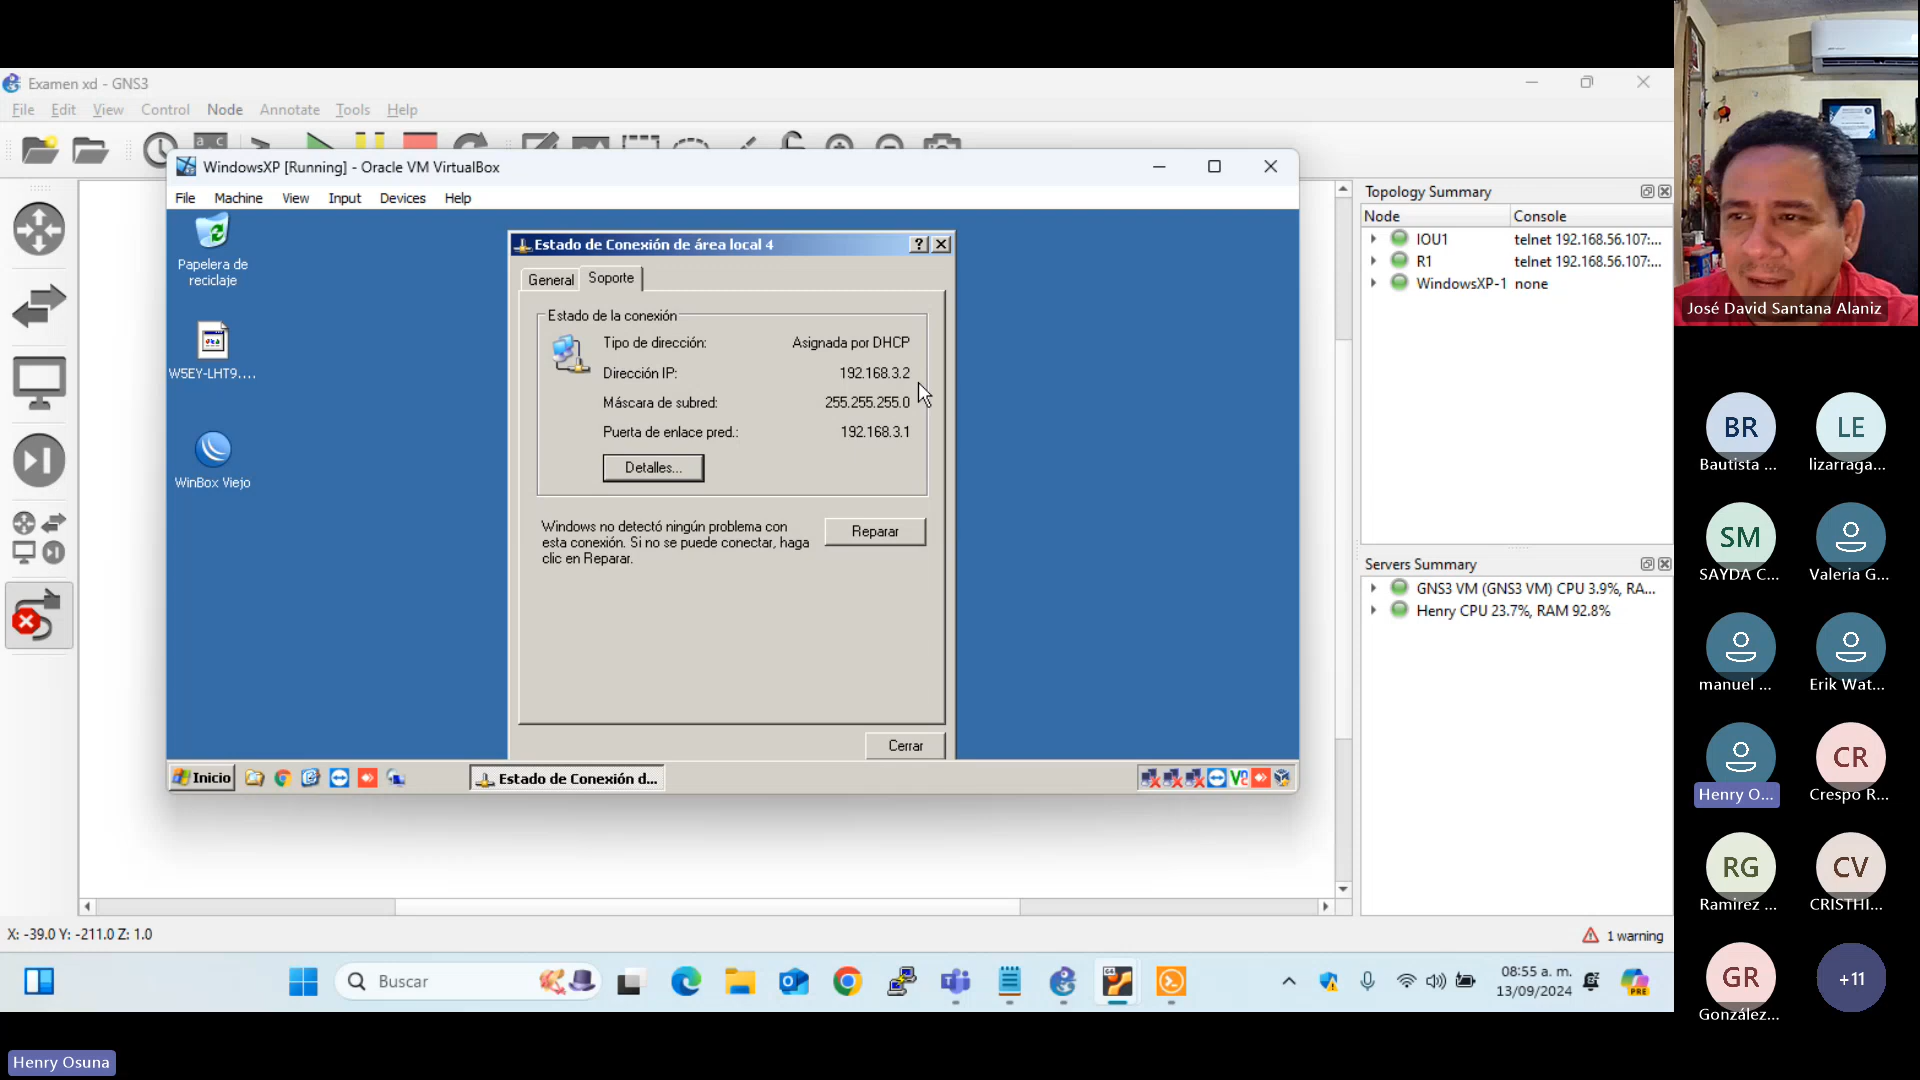 Examen xd - GNS3
File Edit View Control Node Annotate Tools Help
WindowsXP [Running] - Oracle VM VirtualBox
File Machine View Input Devices Help
Papelera de
reciclaje
W5EY-LHT9....
WinBox Viejo
Estado de Conexión de área local 4
General Soporte
Estado de la conexión
Tipo de dirección: Asignada por DHCP
Dirección IP: 192.168.3.2
Máscara de subred: 255.255.255.0
Puerta de enlace pred.: 192.168.3.1
Detalles...
Windows no detectó ningún problema con
esta conexión. Si no se puede conectar, haga
clic en Reparar.
Reparar
Cerrar
Inicio
Estado de Conexión d...
Topology Summary
Node Console
IOU1 telnet 192.168.56.107:...
R1 telnet 192.168.56.107:...
WindowsXP-1 none
Servers Summary
GNS3 VM (GNS3 VM) CPU 3.9%, RA...
Henry CPU 23.7%, RAM 92.8%
X: -39.0 Y: -211.0 Z: 1.0
1 warning
Buscar
08:55 a. m.
13/09/2024
PRE
Henry Osuna
José David Santana Alaniz
BR LE
Bautista ... lizarraga...
SM
SAYDA C... Valeria G...
manuel ... Erik Wat...
CR
Henry O... Crespo R...
RG CV
Ramirez ... CRISTHI...
GR +11
González...